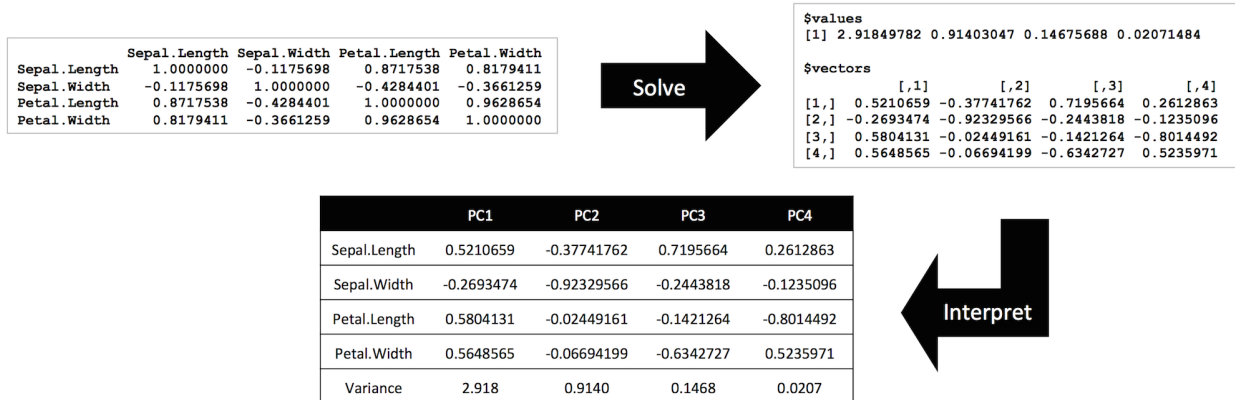 Sepal.Length Sepal.Width Petal.Length Petal.Width
Sepal.Length 1.0000000 -0.1175698 0.8717538 0.8179411
Sepal.Width -0.1175698 1.0000000 -0.4284401 -0.3661259
Petal.Length 0.8717538 -0.4284401 1.0000000 0.9628654
Petal.Width 0.8179411 -0.3661259 0.9628654 1.0000000
Solve
$values
[1] 2.91849782 0.91403047 0.14675688 0.02071484
$vectors
[,1] [,2] [,3] [,4]
[1,] 0.5210659 -0.37741762 0.7195664 0.2612863
[2,] -0.2693474 -0.92329566 -0.2443818 -0.1235096
[3,] 0.5804131 -0.02449161 -0.1421264 -0.8014492
[4,] 0.5648565 -0.06694199 -0.6342727 0.5235971
PC1 PC2 PC3 PC4
Sepal.Length 0.5210659 -0.37741762 0.7195664 0.2612863
Sepal.Width -0.2693474 -0.92329566 -0.2443818 -0.1235096
Petal.Length 0.5804131 -0.02449161 -0.1421264 -0.8014492
Petal.Width 0.5648565 -0.06694199 -0.6342727 0.5235971
Variance 2.918 0.9140 0.1468 0.0207
Interpret